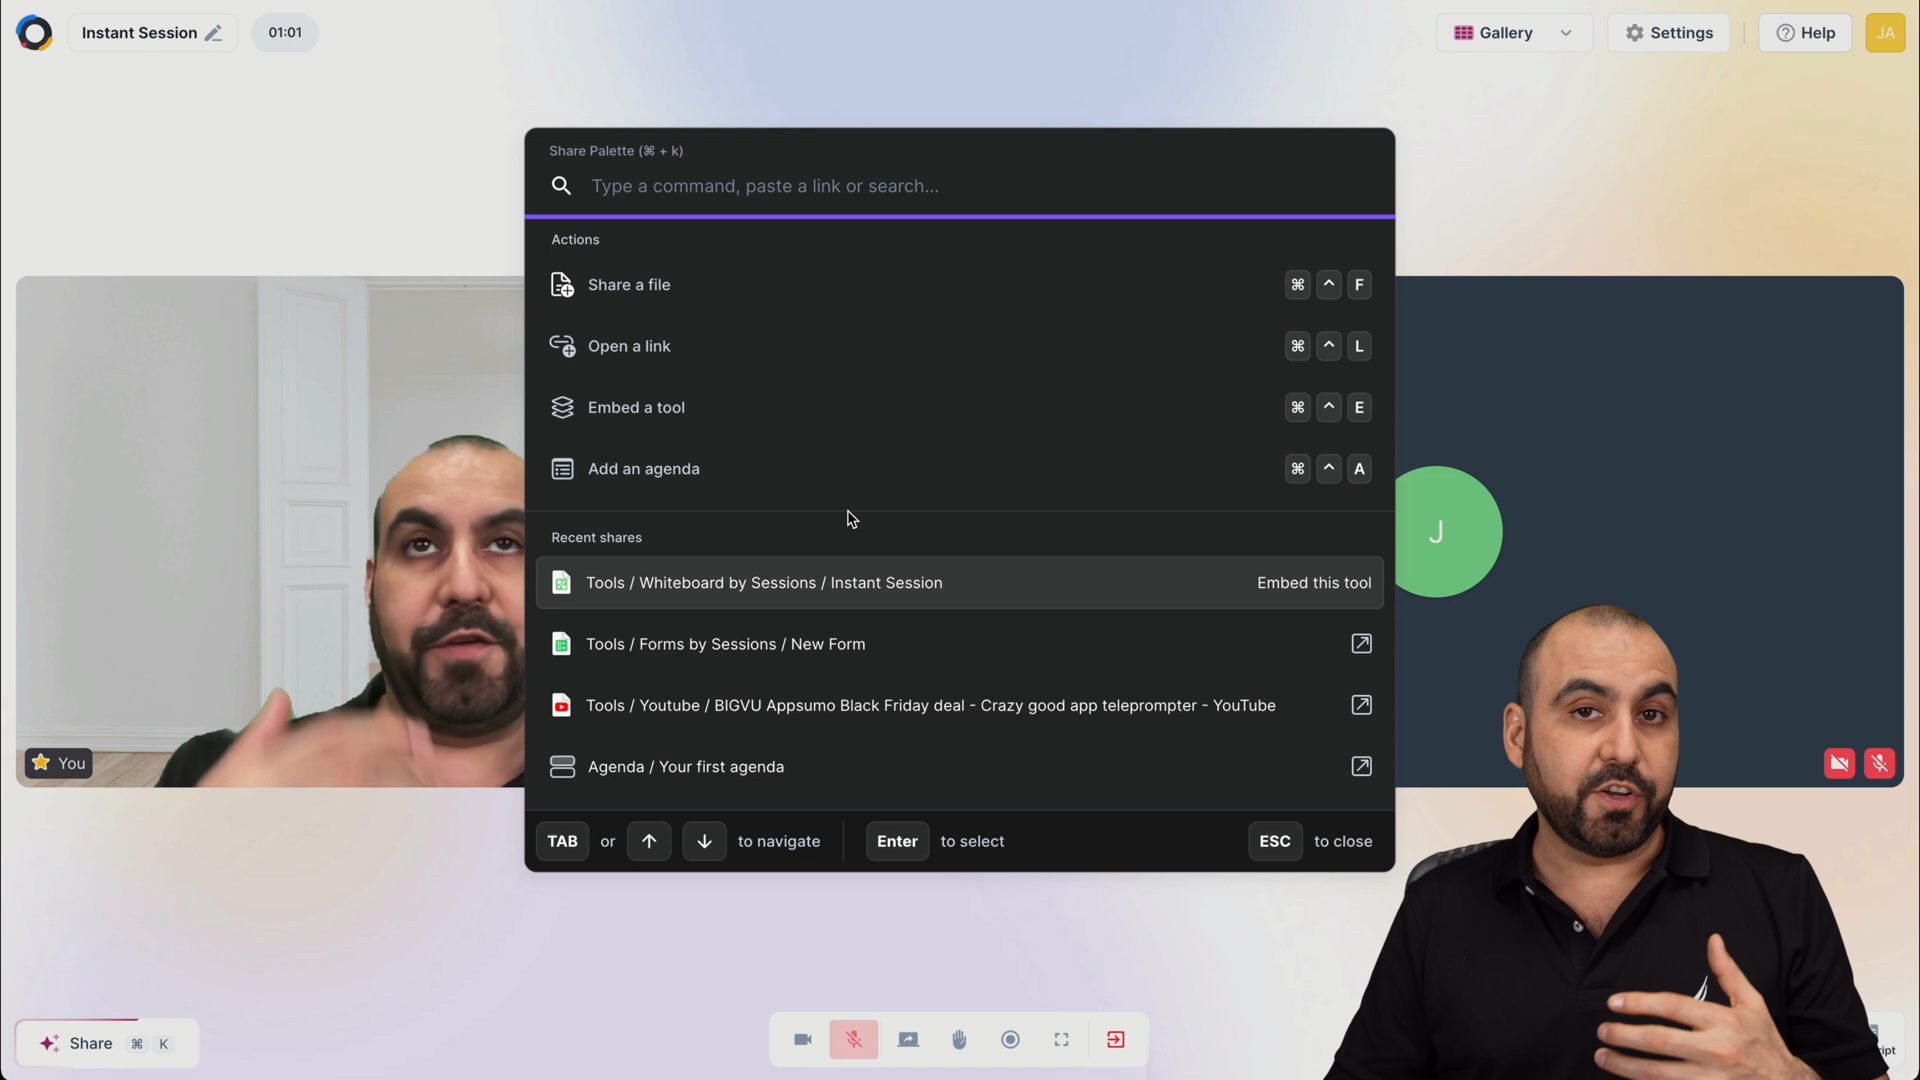 Instant Session
01:01
Gallery
Settings
Help
JA
Share Palette (⌘ + k)
Type a command, paste a link or search...
Actions
Share a file
⌘ ^ F
Open a link
⌘ ^ L
Embed a tool
⌘ ^ E
Add an agenda
⌘ ^ A
Recent shares
Tools / Whiteboard by Sessions / Instant Session
Embed this tool
Tools / Forms by Sessions / New Form
Tools / Youtube / BIGVU Appsumo Black Friday deal - Crazy good app teleprompter - YouTube
Agenda / Your first agenda
J
You
TAB or ↑ ↓ to navigate
Enter to select
ESC to close
Share ⌘ K